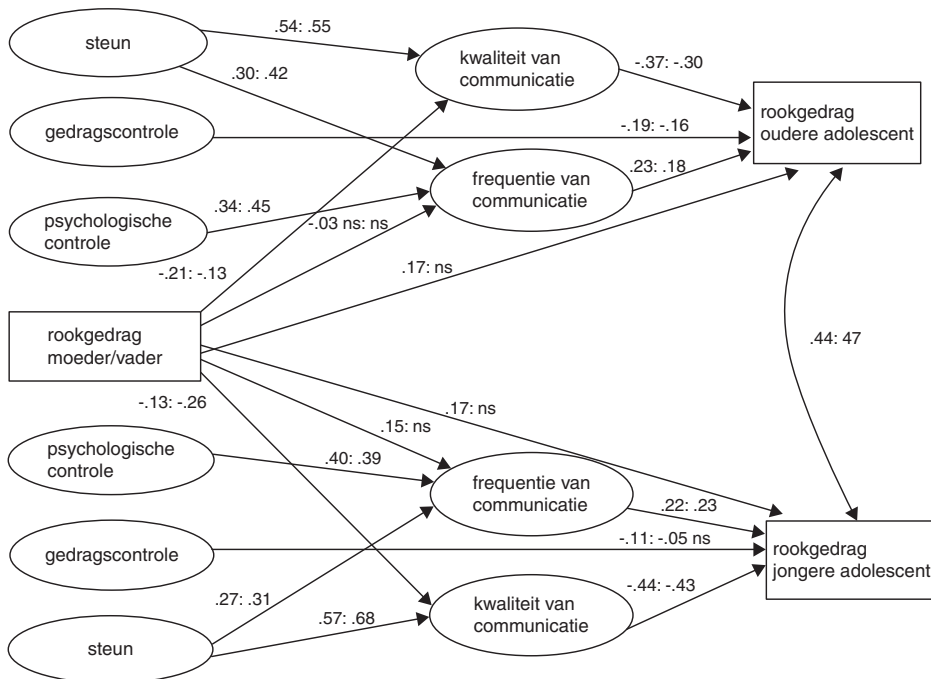 steun
.54: .55
kwaliteit van
communicatie
-.37: -.30
.30: .42
rookgedrag
oudere adolescent
gedragscontrole
-.19: -.16
frequentie van
communicatie
.23: .18
psychologische
controle
.34: .45
-.03 ns: ns
-.21: -.13
.17: ns
rookgedrag
moeder/vader
.44: 47
-.13: -.26
.17: ns
.15: ns
psychologische
controle
.40: .39
frequentie van
communicatie
.22: .23
gedragscontrole
-.11: -.05 ns
rookgedrag
jongere adolescent
.27: .31
.57: .68
kwaliteit van
communicatie
-.44: -.43
steun